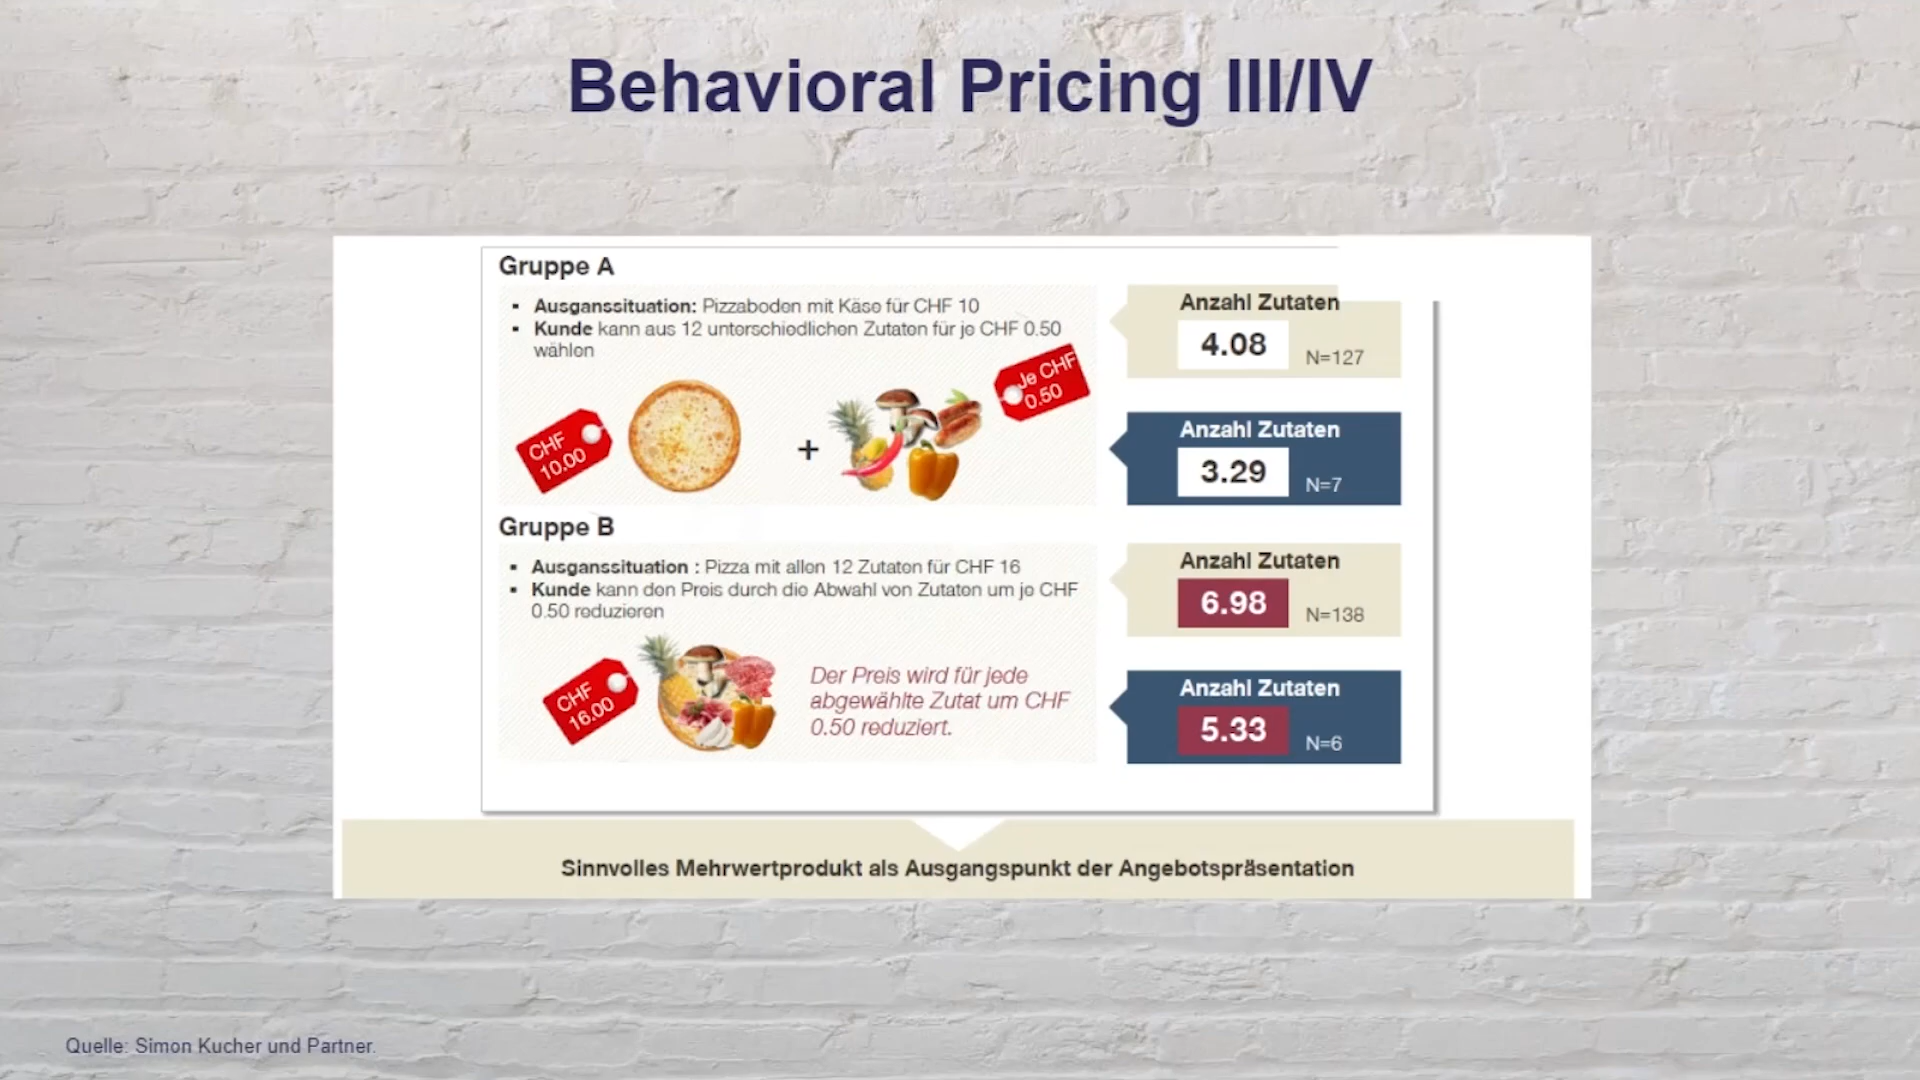 Behavioral Pricing III/IV
Gruppe A
▪ Ausganssituation: Pizzaboden mit Käse für CHF 10
▪ Kunde kann aus 12 unterschiedlichen Zutaten für je CHF 0.50
wählen
CHF
10.00
+
Je CHF
0.50
Anzahl Zutaten
4.08 N=127
Anzahl Zutaten
3.29 N=7
Gruppe B
▪ Ausganssituation : Pizza mit allen 12 Zutaten für CHF 16
▪ Kunde kann den Preis durch die Abwahl von Zutaten um je CHF
0.50 reduzieren
CHF
16.00
Der Preis wird für jede
abgewählte Zutat um CHF
0.50 reduziert.
Anzahl Zutaten
6.98 N=138
Anzahl Zutaten
5.33 N=6
Sinnvolles Mehrwertprodukt als Ausgangspunkt der Angebotspräsentation
Quelle: Simon Kucher und Partner.